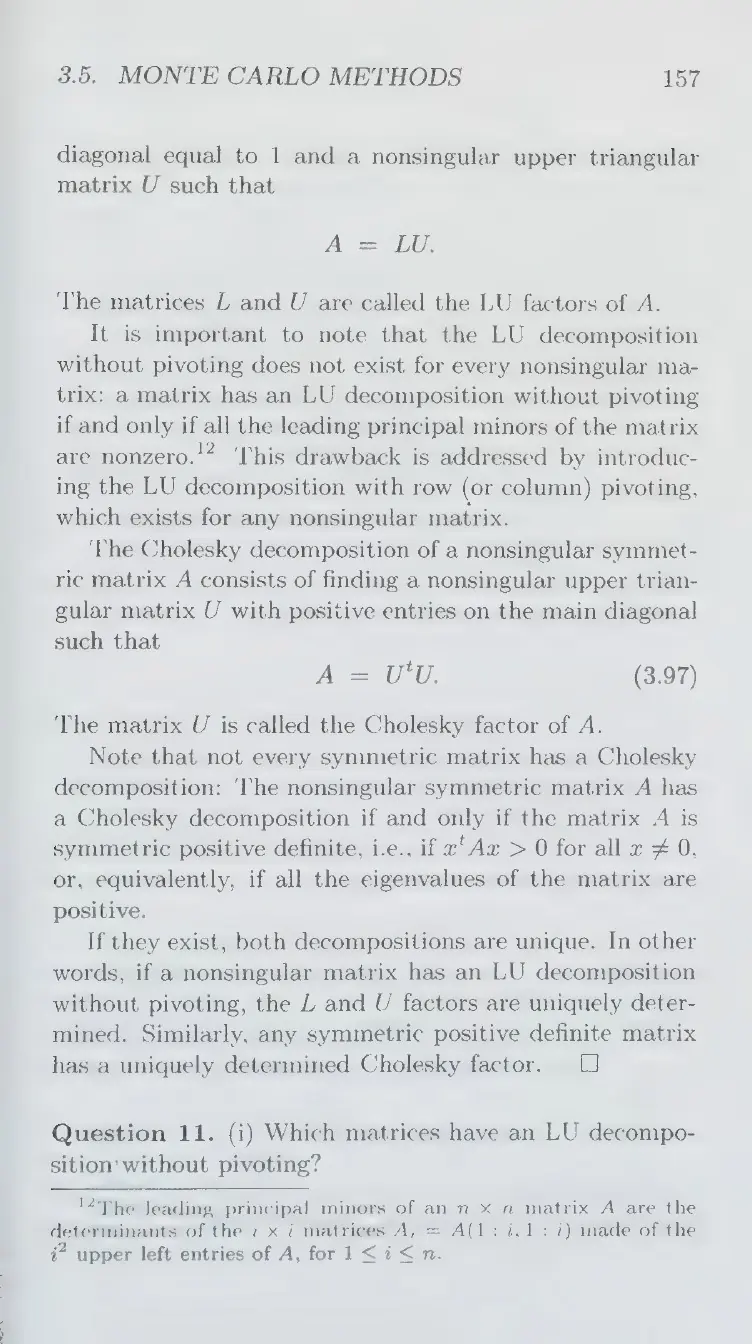 3.5. MONTE CARLO METHODS 157
diagonal equal to 1 and a nonsingular upper triangular
matrix U such that
A = LU.
The matrices L and U are called the LU factors of A.
It is important to note that the LU decomposition
without pivoting does not exist for every nonsingular ma-
trix: a matrix has an LU decomposition without pivoting
if and only if all the leading principal minors of the matrix
are nonzero.¹² This drawback is addressed by introduc-
ing the LU decomposition with row (or column) pivoting,
which exists for any nonsingular matrix.
The Cholesky decomposition of a nonsingular symmet-
ric matrix A consists of finding a nonsingular upper trian-
gular matrix U with positive entries on the main diagonal
such that
A = UᵗU. (3.97)
The matrix U is called the Cholesky factor of A.
Note that not every symmetric matrix has a Cholesky
decomposition: The nonsingular symmetric matrix A has
a Cholesky decomposition if and only if the matrix A is
symmetric positive definite, i.e., if xᵗAx > 0 for all x ≠ 0,
or, equivalently, if all the eigenvalues of the matrix are
positive.
If they exist, both decompositions are unique. In other
words, if a nonsingular matrix has an LU decomposition
without pivoting, the L and U factors are uniquely deter-
mined. Similarly, any symmetric positive definite matrix
has a uniquely determined Cholesky factor. □
Question 11. (i) Which matrices have an LU decompo-
sition without pivoting?
¹²The leading principal minors of an n × n matrix A are the
determinants of the i × i matrices Aᵢ = A(1 : i, 1 : i) made of the
i² upper left entries of A, for 1 ≤ i ≤ n.